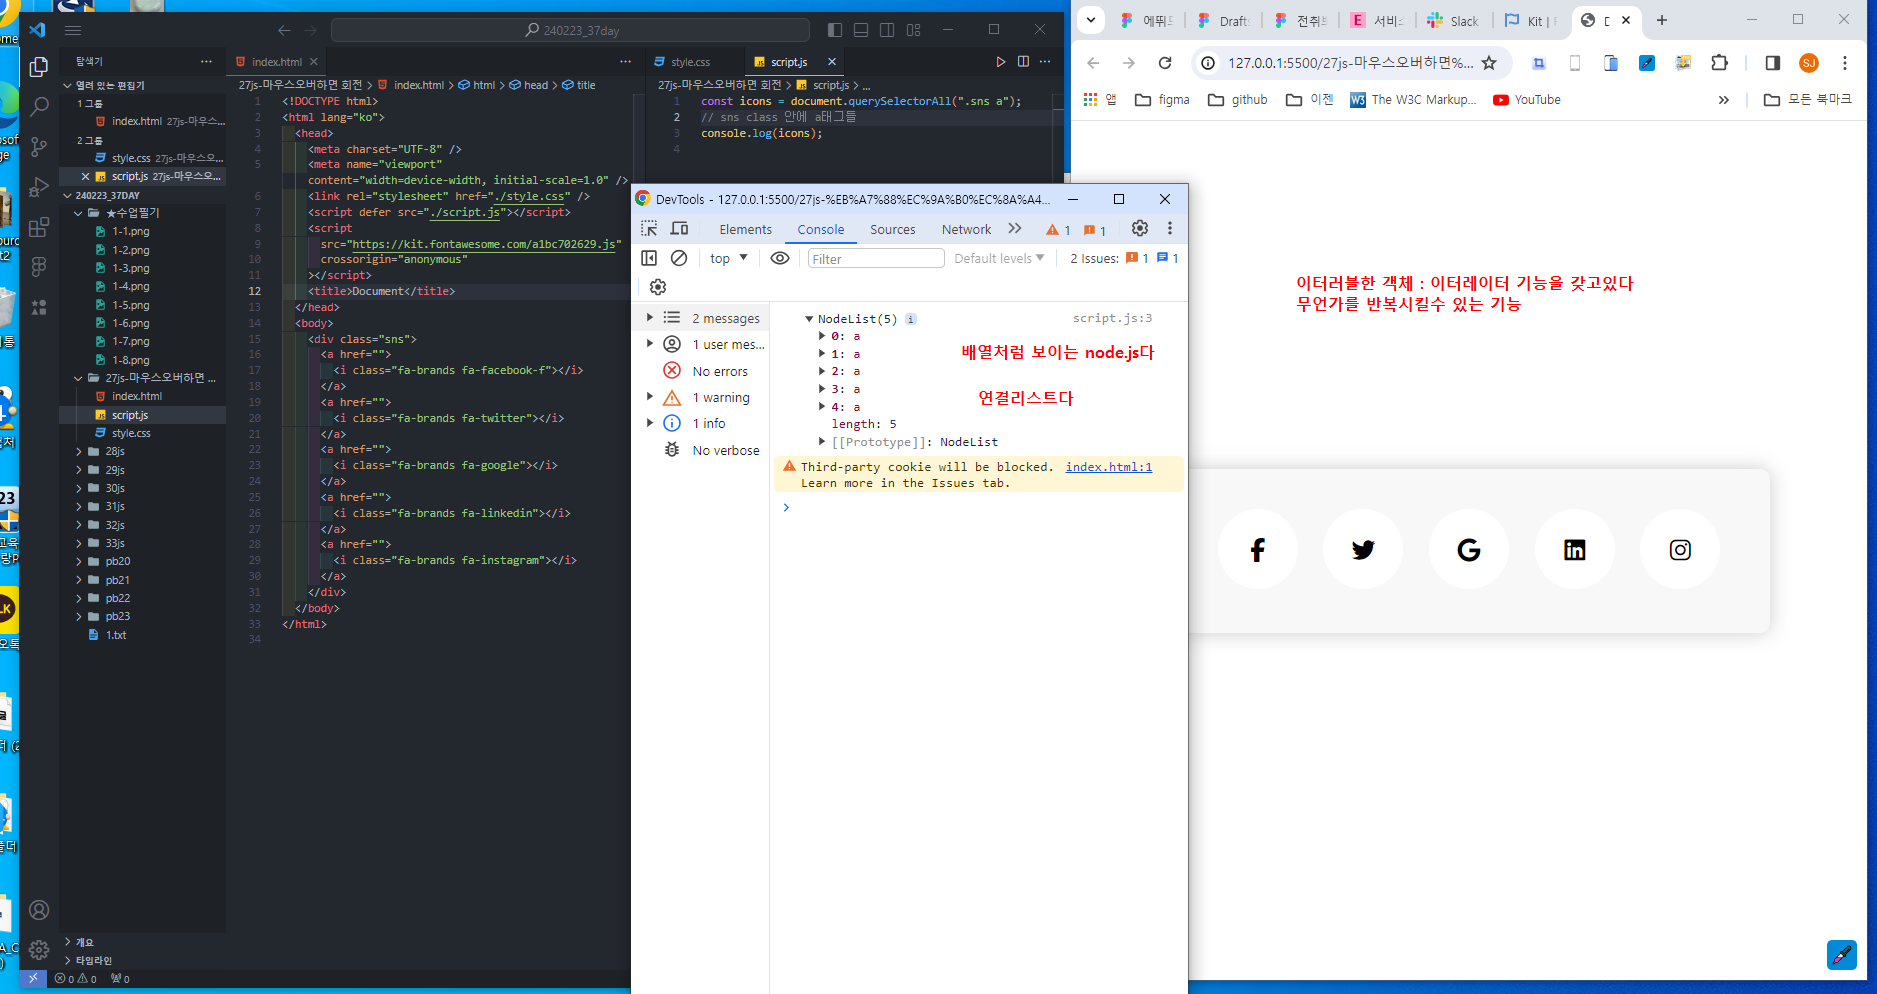 240223_37day
탐색기
열려 있는 편집기
1 그룹
index.html 27js-마우스...
2 그룹
style.css 27js-마우스오...
script.js 27js-마우스오...
240223_37DAY
★수업필기
1-1.png
1-2.png
1-3.png
1-4.png
1-5.png
1-6.png
1-7.png
1-8.png
27js-마우스오버하면 ...
index.html
script.js
style.css
28js
29js
30js
31js
32js
33js
pb20
pb21
pb22
pb23
1.txt
개요
타임라인
0 0 0
index.html
27js-마우스오버하면 회전 > index.html > html > head > title
1 <!DOCTYPE html>
2 <html lang="ko">
3 <head>
4 <meta charset="UTF-8" />
5 <meta name="viewport"
content="width=device-width, initial-scale=1.0" />
6 <link rel="stylesheet" href="./style.css" />
7 <script defer src="./script.js"></script>
8 <script
9 src="https://kit.fontawesome.com/a1bc702629.js"
10 crossorigin="anonymous"
11 ></script>
12 <title>Document</title>
13 </head>
14 <body>
15 <div class="sns">
16 <a href="">
17 <i class="fa-brands fa-facebook-f"></i>
18 </a>
19 <a href="">
20 <i class="fa-brands fa-twitter"></i>
21 </a>
22 <a href="">
23 <i class="fa-brands fa-google"></i>
24 </a>
25 <a href="">
26 <i class="fa-brands fa-linkedin"></i>
27 </a>
28 <a href="">
29 <i class="fa-brands fa-instagram"></i>
30 </a>
31 </div>
32 </body>
33 </html>
34
style.css script.js
27js-마우스오버하면 회전 > script.js > ...
1 const icons = document.querySelectorAll(".sns a");
2 // sns class 안에 a태그들
3 console.log(icons);
4
DevTools - 127.0.0.1:5500/27js-%EB%A7%88%EC%9A%B0%EC%8A%A4...
Elements Console Sources Network 1 1
top Filter Default levels 2 Issues: 1 1
2 messages
1 user mes...
No errors
1 warning
1 info
No verbose
NodeList(5) i script.js:3
0: a
1: a
2: a
3: a
4: a
length: 5
[[Prototype]]: NodeList
배열처럼 보이는 node.js다
연결리스트다
Third-party cookie will be blocked. index.html:1
Learn more in the Issues tab.
에뛰 Draft 전취 서비 Slack Kit |
127.0.0.1:5500/27js-마우스오버하면%... SJ
앱 figma github 이젠 The W3C Markup... YouTube 모든 북마크
이터러블한 객체 : 이터레이터 기능을 갖고있다
무언가를 반복시킬수 있는 기능